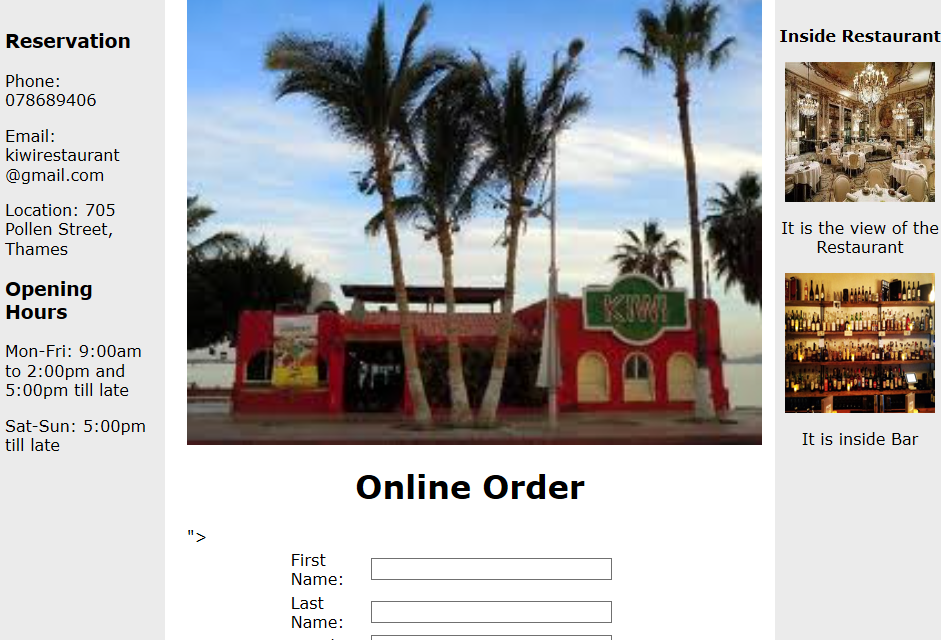 Reservation
Phone:
078689406
Email:
kiwirestaurant
@gmail.com
Location: 705
Pollen Street,
Thames
Opening
Hours
Mon-Fri: 9:00am
to 2:00pm and
5:00pm till late
Sat-Sun: 5:00pm
till late
KIWI
Online Order
">
First
Name:
Last
Name:
Inside Restaurant
It is the view of the
Restaurant
It is inside Bar